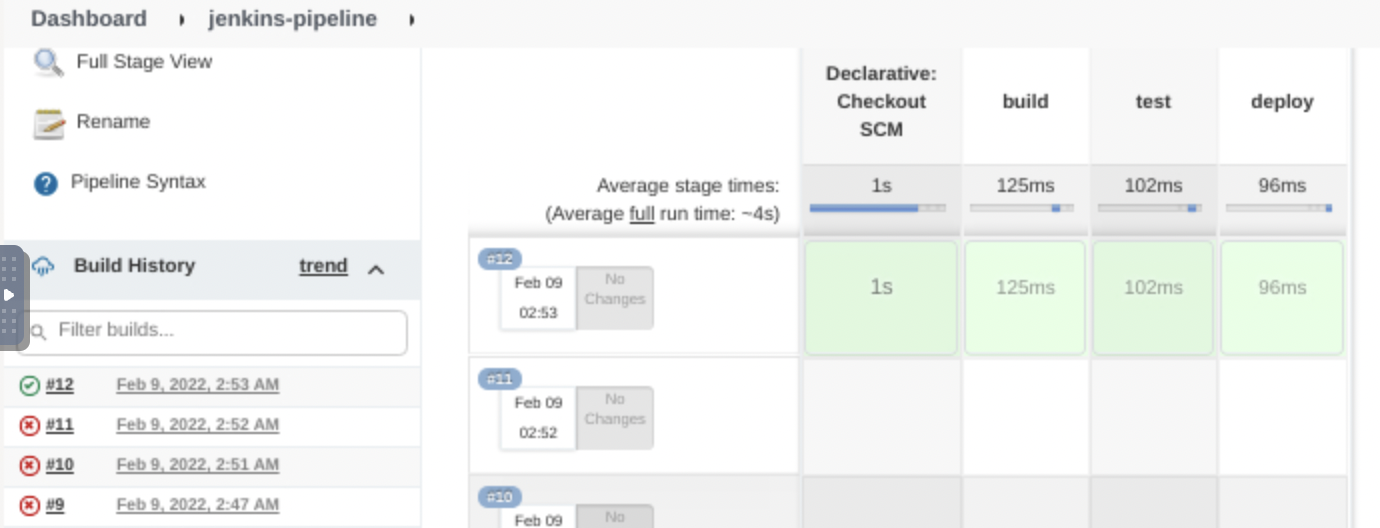 Dashboard
jenkins-pipeline
Full Stage View
Rename
Pipeline Syntax
Build History
trend
Filter builds...
#12
Feb 9, 2022, 2:53 AM
#11
Feb 9, 2022, 2:52 AM
#10
Feb 9, 2022, 2:51 AM
#9
Feb 9, 2022, 2:47 AM
Declarative:
Checkout
SCM
build
test
deploy
Average stage times:
(Average full run time: ~4s)
1s
125ms
102ms
96ms
#12
Feb 09
02:53
No
Changes
1s
125ms
102ms
96ms
#11
Feb 09
02:52
No
Changes
#10
Feb 09
No